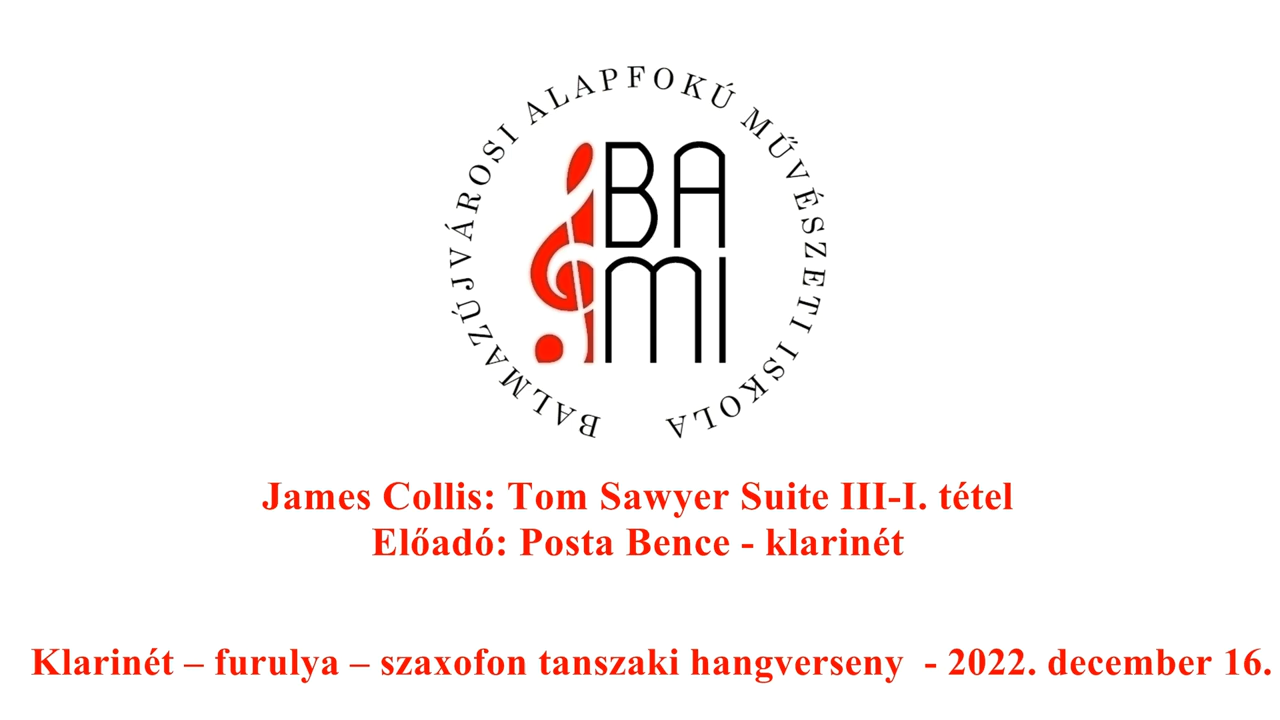 BALMAZÚJVÁROSI ALAPFOKÚ MŰVÉSZETI ISKOLA
BA
MI
James Collis: Tom Sawyer Suite III-I. tétel
Előadó: Posta Bence - klarinét
Klarinét – furulya – szaxofon tanszaki hangverseny - 2022. december 16.